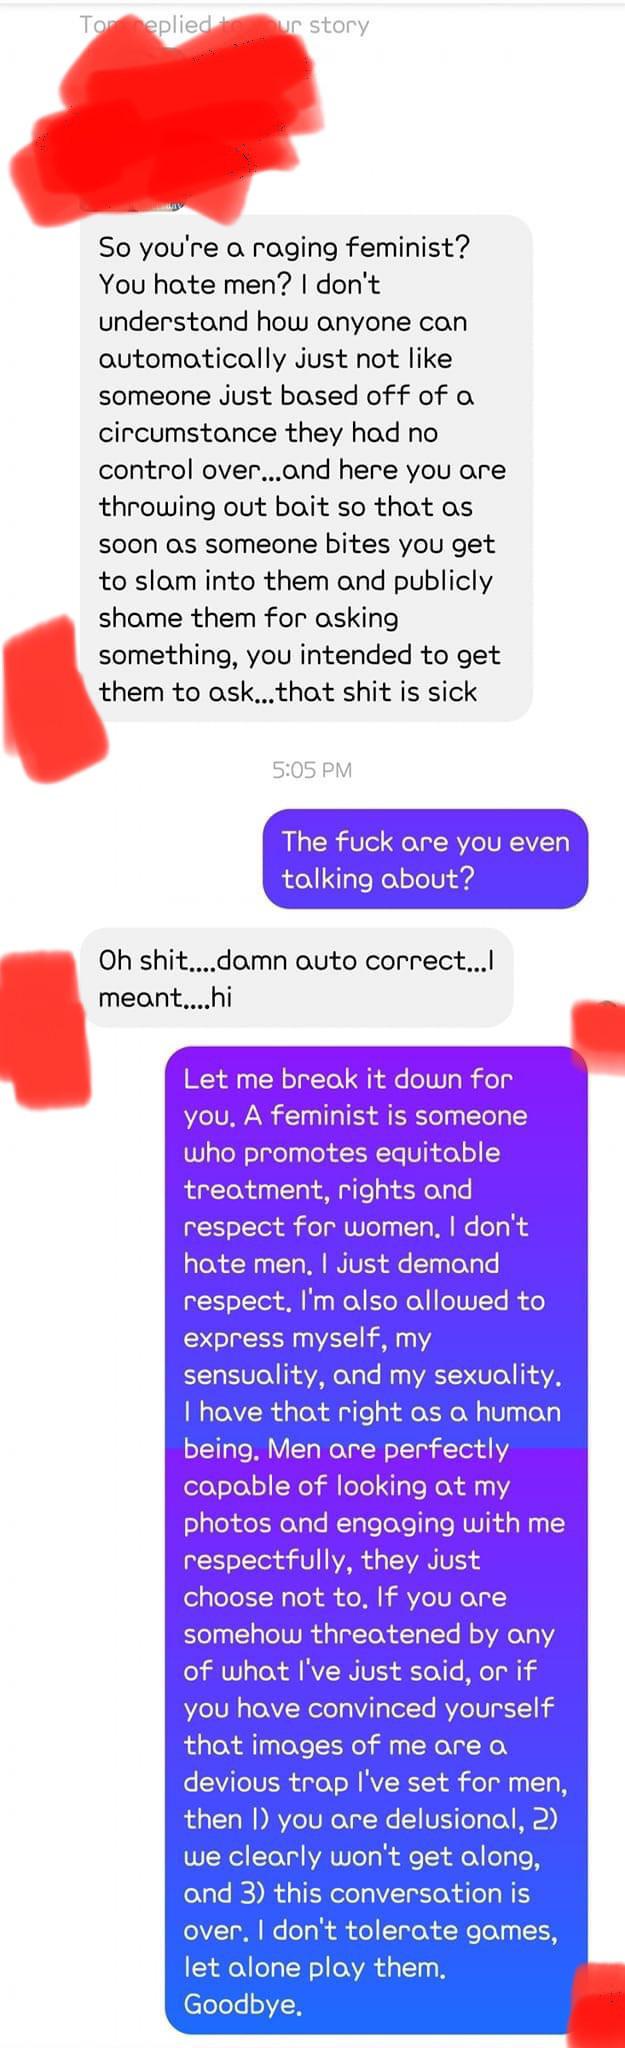 Tom replied to your story
So you're a raging feminist?
You hate men? I don't
understand how anyone can
automatically just not like
someone just based off of a
circumstance they had no
control over...and here you are
throwing out bait so that as
soon as someone bites you get
to slam into them and publicly
shame them for asking
something, you intended to get
them to ask...that shit is sick
5:05 PM
The fuck are you even
talking about?
Oh shit....damn auto correct...I
meant....hi
Let me break it down for
you. A feminist is someone
who promotes equitable
treatment, rights and
respect for women. I don't
hate men. I just demand
respect. I'm also allowed to
express myself, my
sensuality, and my sexuality.
I have that right as a human
being. Men are perfectly
capable of looking at my
photos and engaging with me
respectfully, they just
choose not to. If you are
somehow threatened by any
of what I've just said, or if
you have convinced yourself
that images of me are a
devious trap I've set for men,
then 1) you are delusional, 2)
we clearly won't get along,
and 3) this conversation is
over. I don't tolerate games,
let alone play them.
Goodbye.